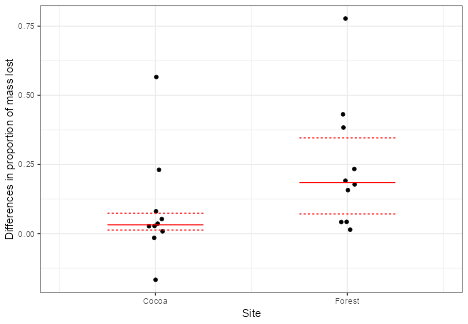 Differences in proportion of mass lost
0.75
0.50
0.25
0.00
Cocoa
Forest
Site